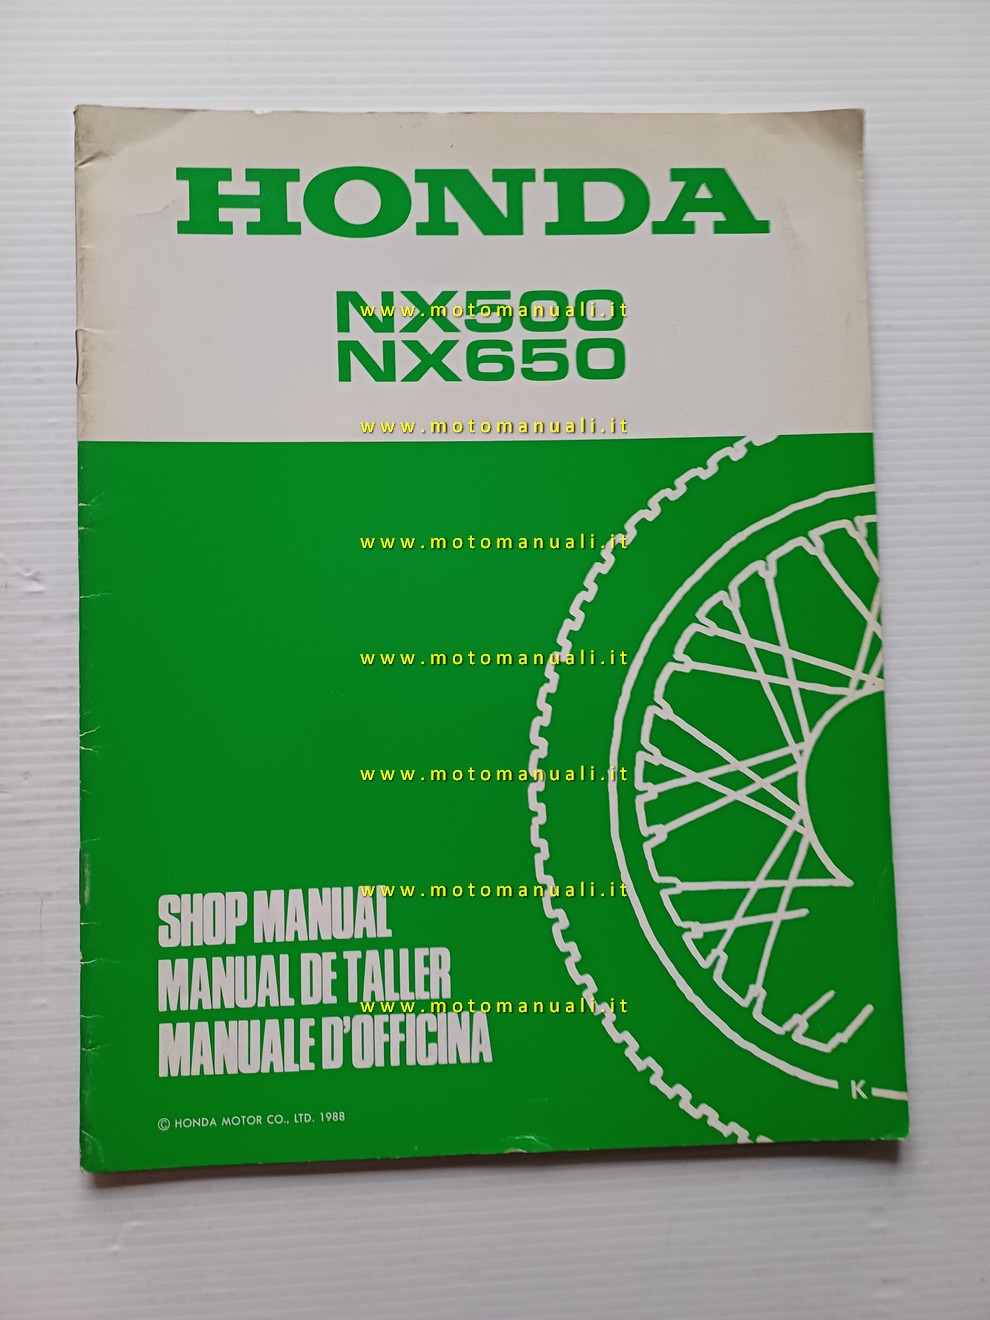 HONDA
NX500
www.motomanuali.it
NX650
www.motomanuali.it
www.motomanuali.it
www.motomanuali.it
www.motomanuali.it
www.motomanuali.it
SHOP MANUAL
MANUAL DE TALLER
www.motomanuali.it
MANUALE D'OFFICINA
K
© HONDA MOTOR CO., LTD. 1988